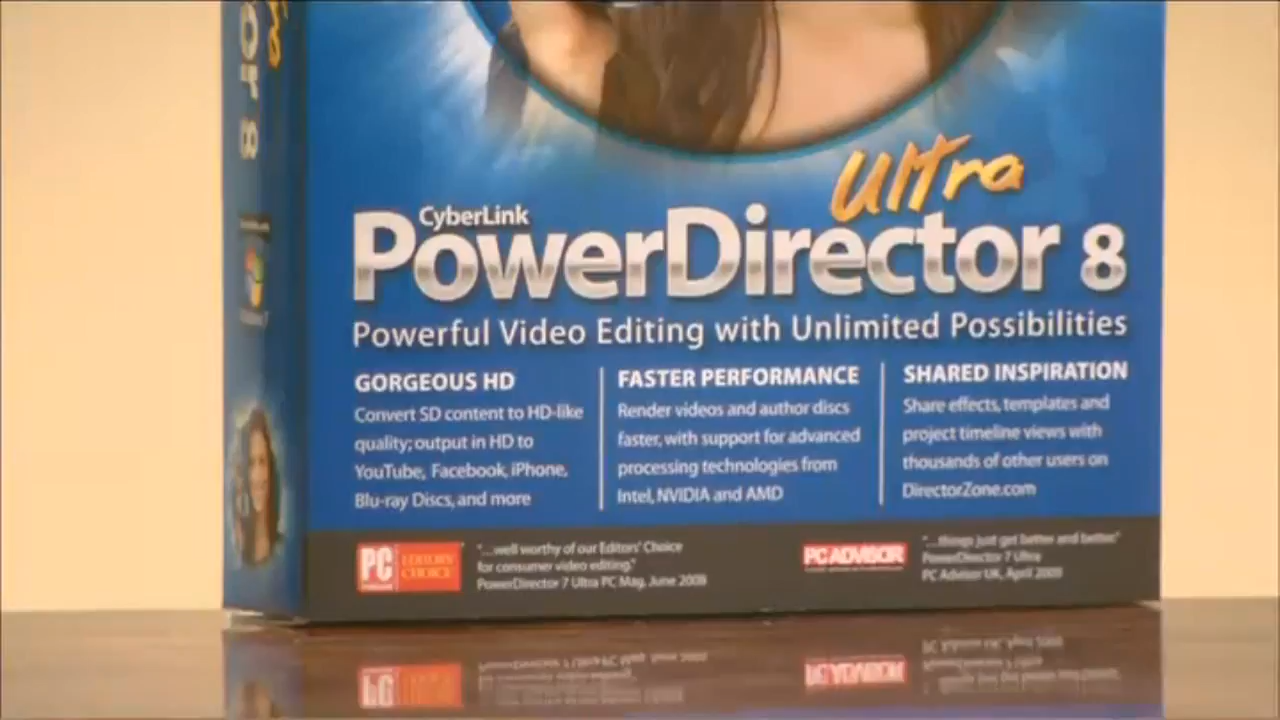 or 8
Ultra
CyberLink
PowerDirector 8
Powerful Video Editing with Unlimited Possibilities
GORGEOUS HD
Convert SD content to HD-like
quality; output in HD to
YouTube, Facebook, iPhone,
Blu-ray Discs, and more
FASTER PERFORMANCE
Render videos and author discs
faster, with support for advanced
processing technologies from
Intel, NVIDIA and AMD
SHARED INSPIRATION
Share effects, templates and
project timeline views with
thousands of other users on
DirectorZone.com
PC
EDITORS'
CHOICE
"...well worthy of our Editors' Choice
for consumer video editing."
PowerDirector 7 Ultra PC Mag, June 2008
PC ADVISOR
"...things just get better and better."
PowerDirector 7 Ultra
PC Advisor UK, April 2009